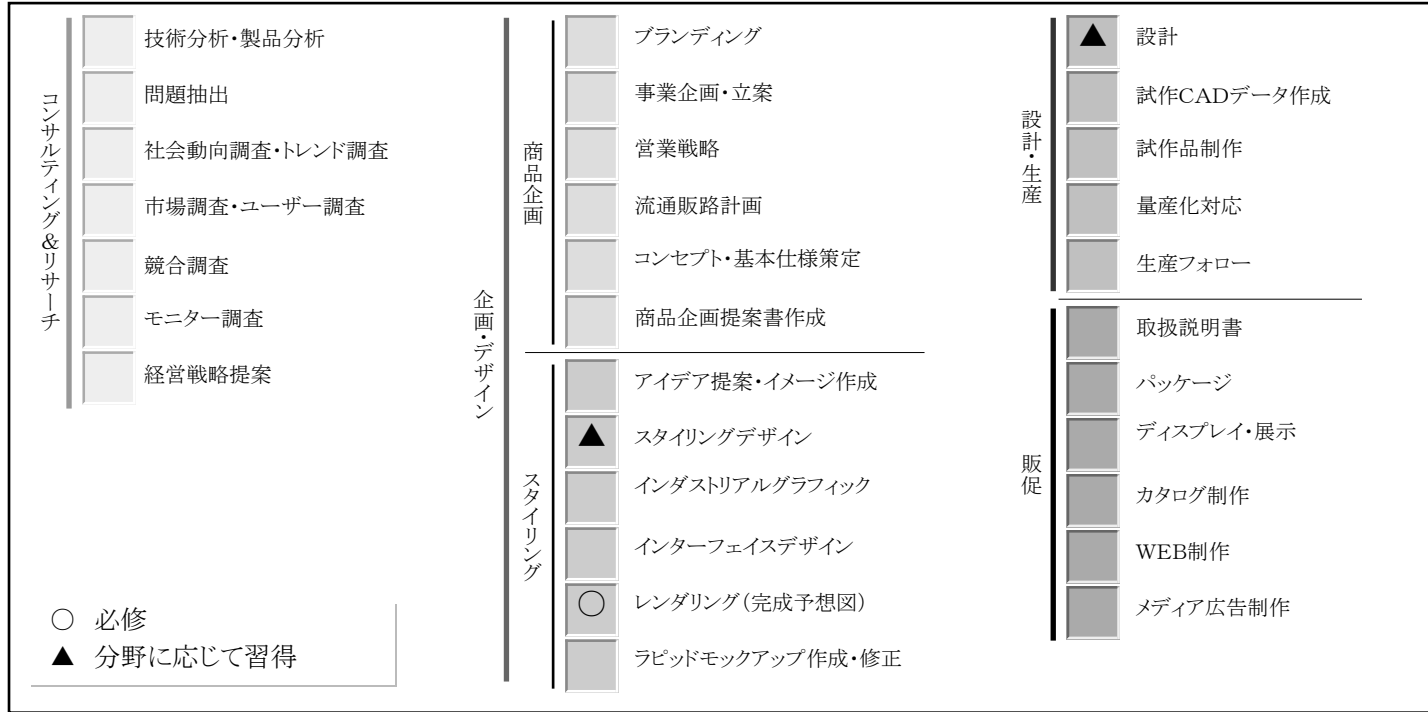 コンサルティング&リサーチ
技術分析・製品分析
問題抽出
社会動向調査・トレンド調査
市場調査・ユーザー調査
競合調査
モニター調査
経営戦略提案
企画・デザイン
商品企画
ブランディング
事業企画・立案
営業戦略
流通販路計画
コンセプト・基本仕様策定
商品企画提案書作成
スタイリング
アイデア提案・イメージ作成
▲ スタイリングデザイン
インダストリアルグラフィック
インターフェイスデザイン
○ レンダリング(完成予想図)
ラピッドモックアップ作成・修正
設計・生産
▲ 設計
試作CADデータ作成
試作品制作
量産化対応
生産フォロー
販促
取扱説明書
パッケージ
ディスプレイ・展示
カタログ制作
WEB制作
メディア広告制作
○ 必修
▲ 分野に応じて習得